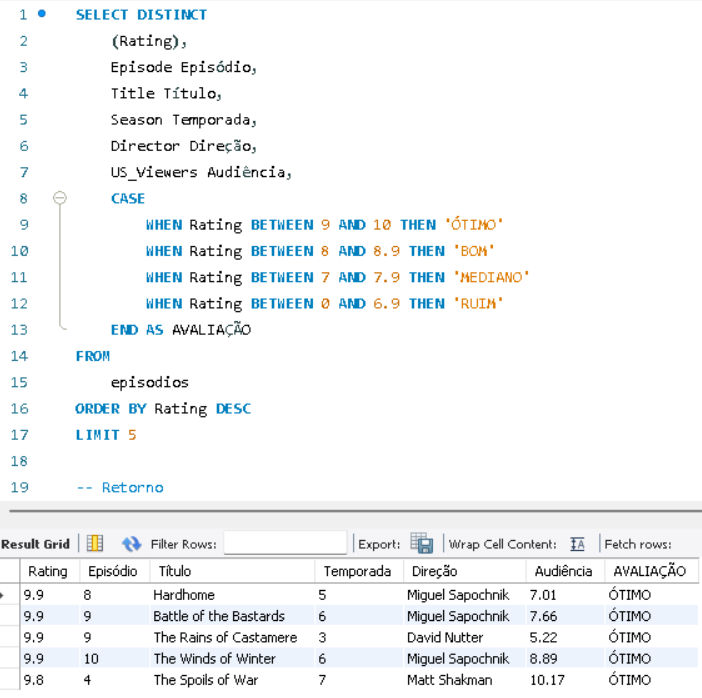 1 SELECT DISTINCT
2 (Rating),
3 Episode Episódio,
4 Title Título,
5 Season Temporada,
6 Director Direção,
7 US_Viewers Audiência,
8 CASE
9 WHEN Rating BETWEEN 9 AND 10 THEN 'ÓTIMO'
10 WHEN Rating BETWEEN 8 AND 8.9 THEN 'BOM'
11 WHEN Rating BETWEEN 7 AND 7.9 THEN 'MEDIANO'
12 WHEN Rating BETWEEN 0 AND 6.9 THEN 'RUIM'
13 END AS AVALIAÇÃO
14 FROM
15 episodios
16 ORDER BY Rating DESC
17 LIMIT 5
18
19 -- Retorno
Result Grid Filter Rows: Export: Wrap Cell Content: IA Fetch rows:
Rating Episódio Título Temporada Direção Audiência AVALIAÇÃO
9.9 8 Hardhome 5 Miguel Sapochnik 7.01 ÓTIMO
9.9 9 Battle of the Bastards 6 Miguel Sapochnik 7.66 ÓTIMO
9.9 9 The Rains of Castamere 3 David Nutter 5.22 ÓTIMO
9.9 10 The Winds of Winter 6 Miguel Sapochnik 8.89 ÓTIMO
9.8 4 The Spoils of War 7 Matt Shakman 10.17 ÓTIMO